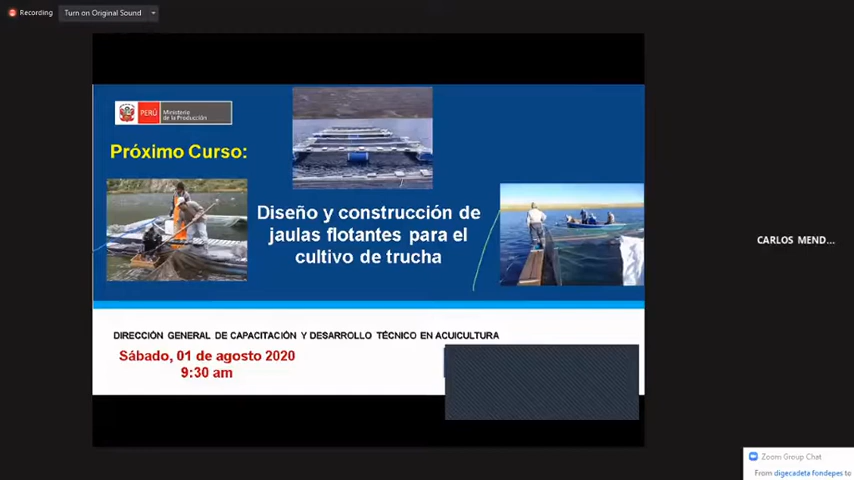 Recording
Turn on Original Sound
PERÚ
Ministerio
de la Producción
Próximo Curso:
Diseño y construcción de
jaulas flotantes para el
cultivo de trucha
DIRECCIÓN GENERAL DE CAPACITACIÓN Y DESARROLLO TÉCNICO EN ACUICULTURA
Sábado, 01 de agosto 2020
9:30 am
CARLOS MEND...
Zoom Group Chat
From digecadeta fondepes to